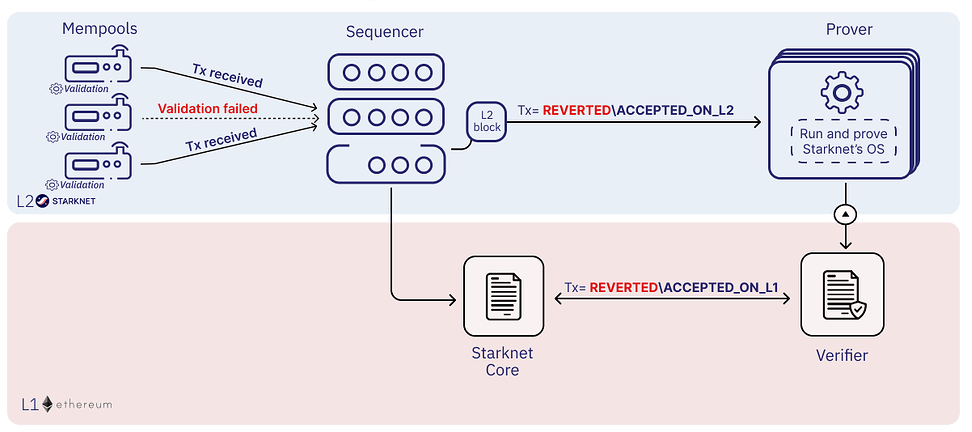 Mempools
Sequencer
Prover
Tx received
Validation
Validation failed
Validation
Tx received
Validation
L2
block
Tx= REVERTED\ACCEPTED_ON_L2
Run and prove
Starknet's OS
L2 STARKNET
Tx= REVERTED\ACCEPTED_ON_L1
Starknet
Core
Verifier
L1 ethereum